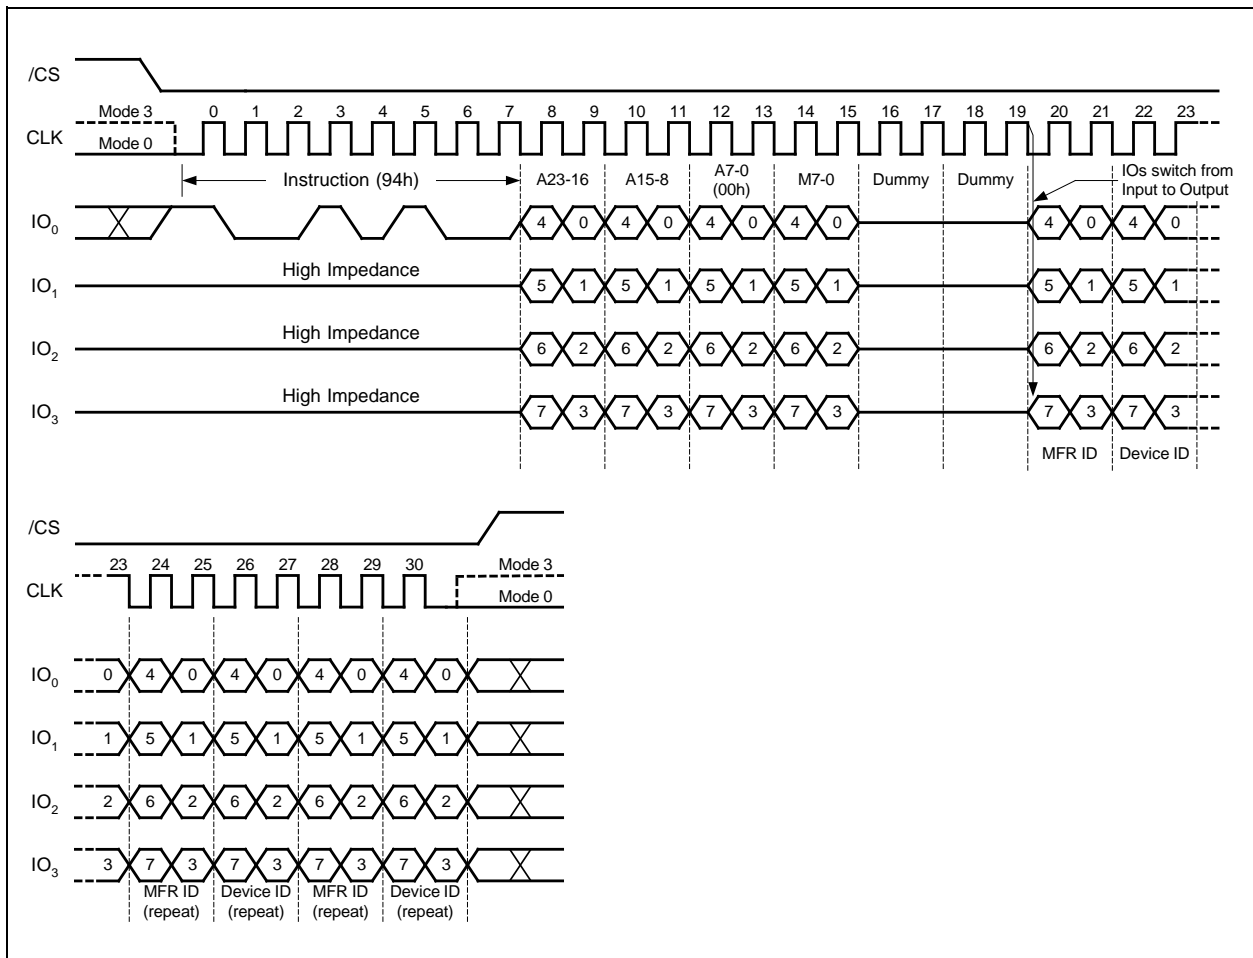 /CS
Mode 3 0 1 2 3 4 5 6 7 8 9 10 11 12 13 14 15 16 17 18 19 20 21 22 23
CLK Mode 0
Instruction (94h) A23-16 A15-8 A7-0 (00h) M7-0 Dummy Dummy IOs switch from Input to Output
IO0 4 0 4 0 4 0 4 0 4 0 4 0
High Impedance
IO1 5 1 5 1 5 1 5 1 5 1 5 1
High Impedance
IO2 6 2 6 2 6 2 6 2 6 2 6 2
High Impedance
IO3 7 3 7 3 7 3 7 3 7 3 7 3
MFR ID Device ID
/CS
23 24 25 26 27 28 29 30 Mode 3
CLK Mode 0
IO0 0 4 0 4 0 4 0 4 0
IO1 1 5 1 5 1 5 1 5 1
IO2 2 6 2 6 2 6 2 6 2
IO3 3 7 3 7 3 7 3 7 3
MFR ID Device ID MFR ID Device ID
(repeat) (repeat) (repeat) (repeat)